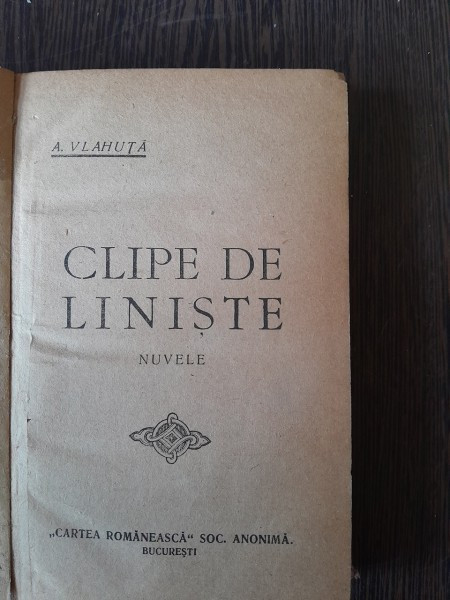 A. VLAHUȚĂ
CLIPE DE
LINIȘTE
NUVELE
„CARTEA ROMÂNEASCĂ“ SOC. ANONIMĂ.
BUCUREȘTI